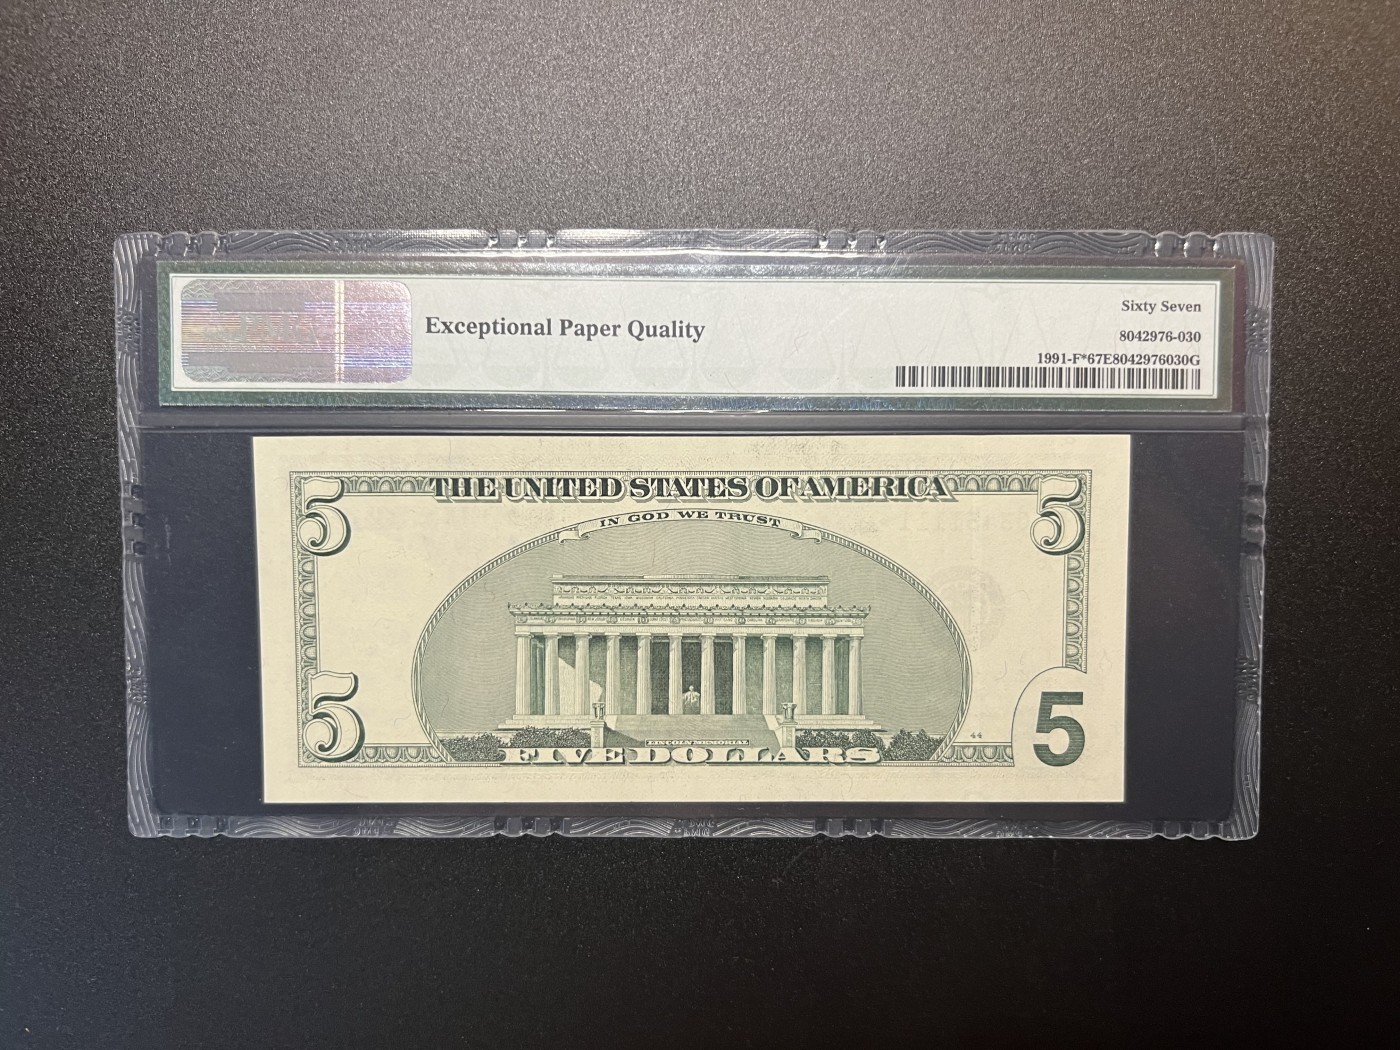 Exceptional Paper Quality
Sixty Seven
8042976-030
1991-F*67E8042976030G
5 THE UNITED STATES OF AMERICA 5
IN GOD WE TRUST
LINCOLN MEMORIAL
44
5 FIVE DOLLARS 5